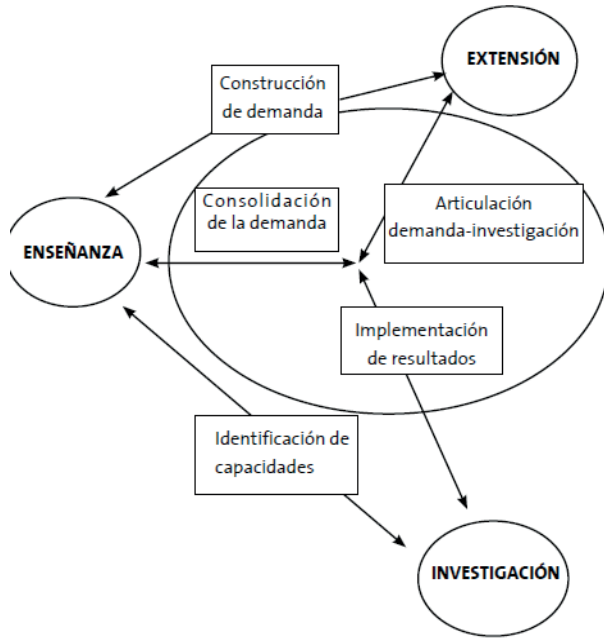 EXTENSIÓN
Construcción
de demanda
Consolidación
de la demanda
Articulación
demanda-investigación
ENSEÑANZA
Implementación
de resultados
Identificación de
capacidades
INVESTIGACIÓN